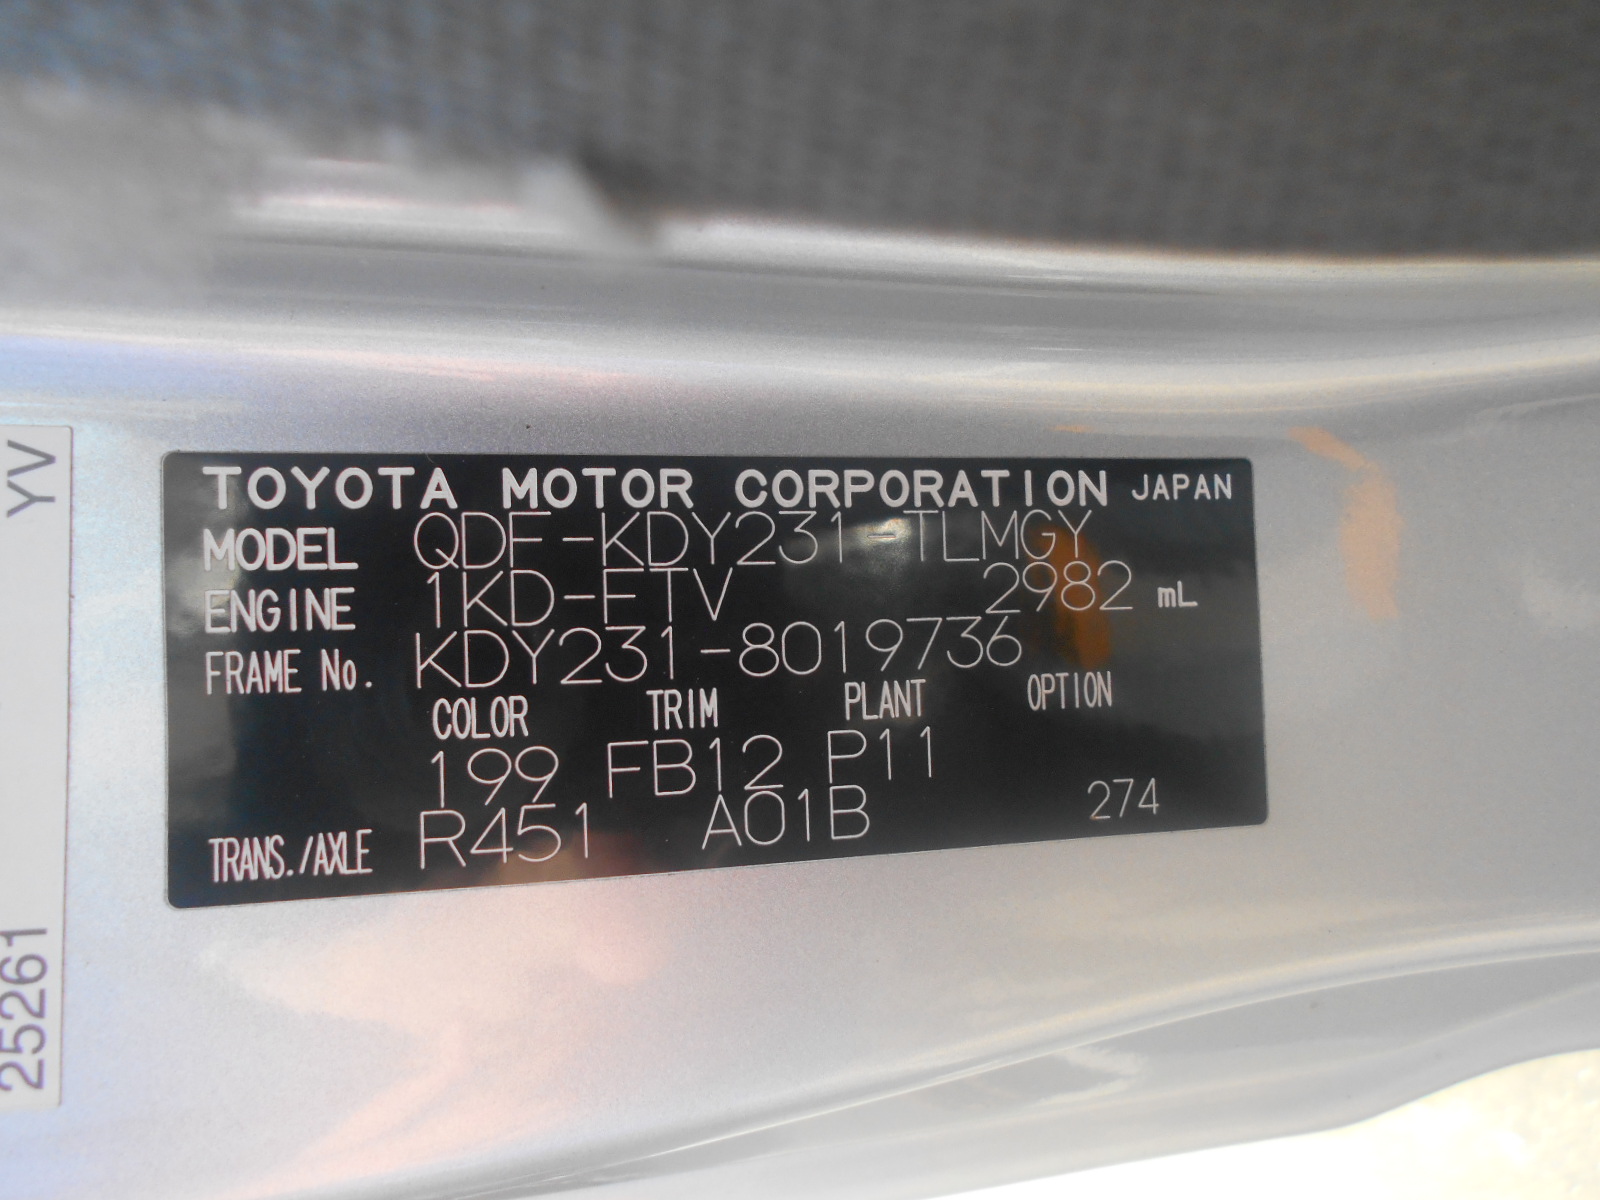 TOYOTA MOTOR CORPORATION JAPAN
MODEL QDF-KDY231-TLMGY
ENGINE 1KD-FTV 2982 mL
FRAME No. KDY231-8019736
COLOR TRIM PLANT OPTION
199 FB12 P11
TRANS./AXLE R451 A01B 274
25261 YV